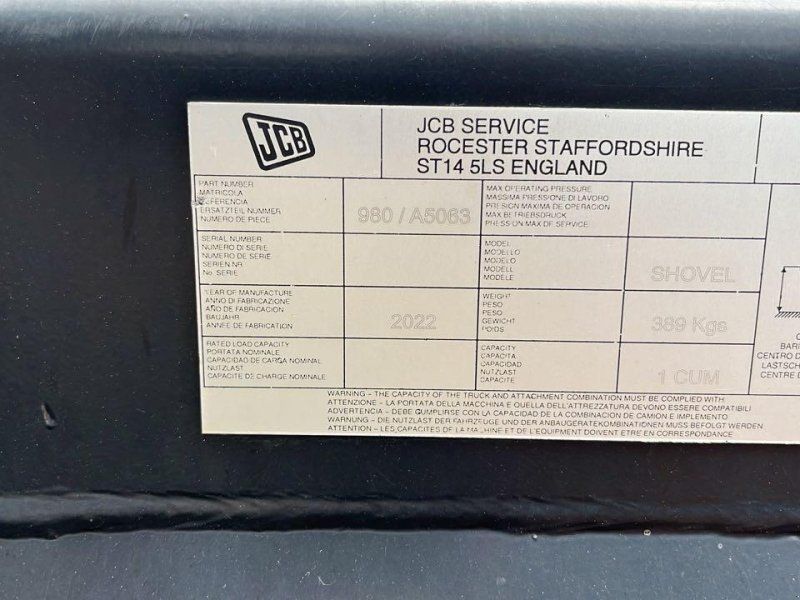 JCB
JCB SERVICE
ROCESTER STAFFORDSHIRE
ST14 5LS ENGLAND
PART NUMBER
MATRICOLA
REFERENCIA
ERSATZTEIL NUMMER
NUMERO DE PIECE
980 / A5063
MAX OPERATING PRESSURE
MASSIMA PRESSIONE DI LAVORO
PRESION MAXIMA DE OPERACION
MAX BETRIEBSDRUCK
PRESSION MAX DE SERVICE
SERIAL NUMBER
NUMERO DI SERIE
NUMERO DE SERIE
SERIEN NR
No. SERIE
MODEL
MODELLO
MODELO
MODELL
MODELE
SHOVEL
YEAR OF MANUFACTURE
ANNO DI FABRICAZIONE
AÑO DE FABRICACION
BAUJAHR
ANNEE DE FABRICATION
2022
WEIGHT
PESO
PESO
GEWICHT
POIDS
389 Kgs
RATED LOAD CAPACITY
PORTATA NOMINALE
CAPACIDAD DE CARGA NOMINAL
NUTZLAST
CAPACITE DE CHARGE NOMINALE
CAPACITY
CAPACITA
CAPACIDAD
NUTZLAST
CAPACITE
1 CUM
BARI
CENTRO D
LASTSCH
CENTRE D
WARNING – THE CAPACITY OF THE TRUCK AND ATTACHMENT COMBINATION MUST BE COMPLIED WITH
ATTENZIONE – LA PORTATA DELLA MACCHINA E QUELLA DELL'ATTREZZATURA DEVONO ESSERE COMPATIBILI
ADVERTENCIA – DEBE CUMPLIRSE CON LA CAPACIDAD DE LA COMBINACION DE CAMION E IMPLEMENTO
WARNUNG – DIE NUTZLAST DER FAHRZEUGE UND DER ANBAUGERATEKOMBINATIONEN MUSS BEFOLGT WERDEN
ATTENTION – LES CAPACITES DE LA MACHINE ET DE L'EQUIPEMENT DOIVENT ETRE EN CORRESPONDANCE